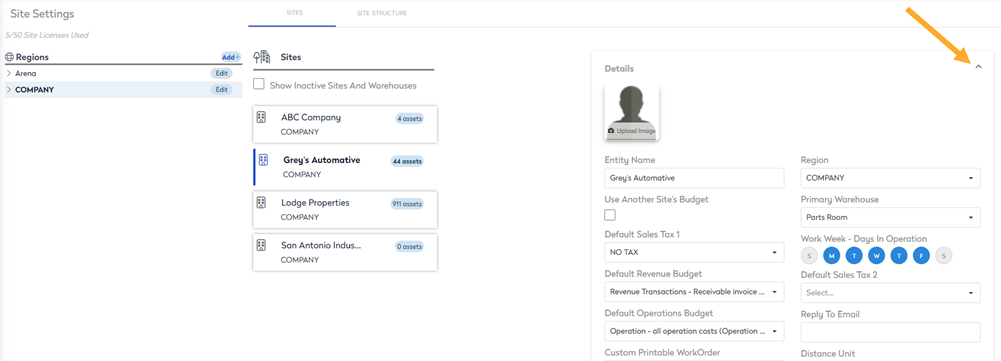 Site Settings
SITES
SITE STRUCTURE
5/50 Site Licenses Used
Regions
Add+
Arena
Edit
COMPANY
Edit
Sites
Show Inactive Sites And Warehouses
ABC Company
4 assets
COMPANY
Grey's Automative
44 assets
COMPANY
Lodge Properties
911 assets
COMPANY
San Antonio Indus...
0 assets
COMPANY
Details
Upload Image
Entity Name
Grey's Automative
Region
COMPANY
Use Another Site's Budget
Primary Warehouse
Parts Room
Default Sales Tax 1
NO TAX
Work Week - Days In Operation
S M T W T F S
Default Revenue Budget
Revenue Transactions - Receivable invoice ...
Default Sales Tax 2
Select...
Default Operations Budget
Operation - all operation costs (Operation ...
Reply To Email
Custom Printable WorkOrder
Distance Unit